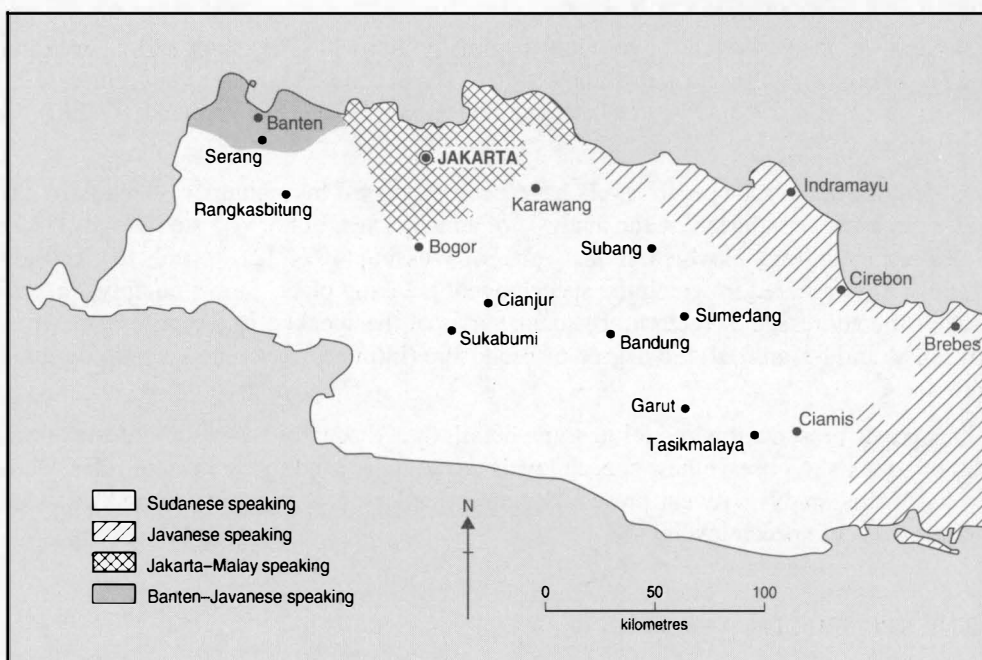 Banten
Serang
JAKARTA
Rangkasbitung
Karawang
Indramayu
Bogor
Subang
Cirebon
Cianjur
Sumedang
Sukabumi
Bandung
Brebes
Garut
Ciamis
Tasikmalaya
Sudanese speaking
Javanese speaking
Jakarta–Malay speaking
Banten–Javanese speaking
N
0 50 100
kilometres